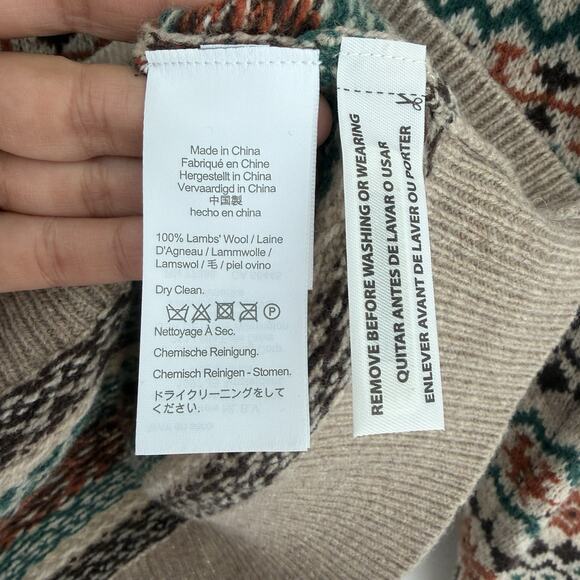 Made in China
Fabriqué en Chine
Hergestellt in China
Vervaardigd in China
中国製
hecho en china
100% Lambs' Wool / Laine
D'Agneau / Lammwolle /
Lamswol / 毛 / piel ovino
Dry Clean.
Nettoyage À Sec.
Chemische Reinigung.
Chemisch Reinigen - Stomen.
ドライクリーニングをして
ください。
REMOVE BEFORE WASHING OR WEARING
QUITAR ANTES DE LAVAR O USAR
ENLEVER AVANT DE LAVER OU PORTER